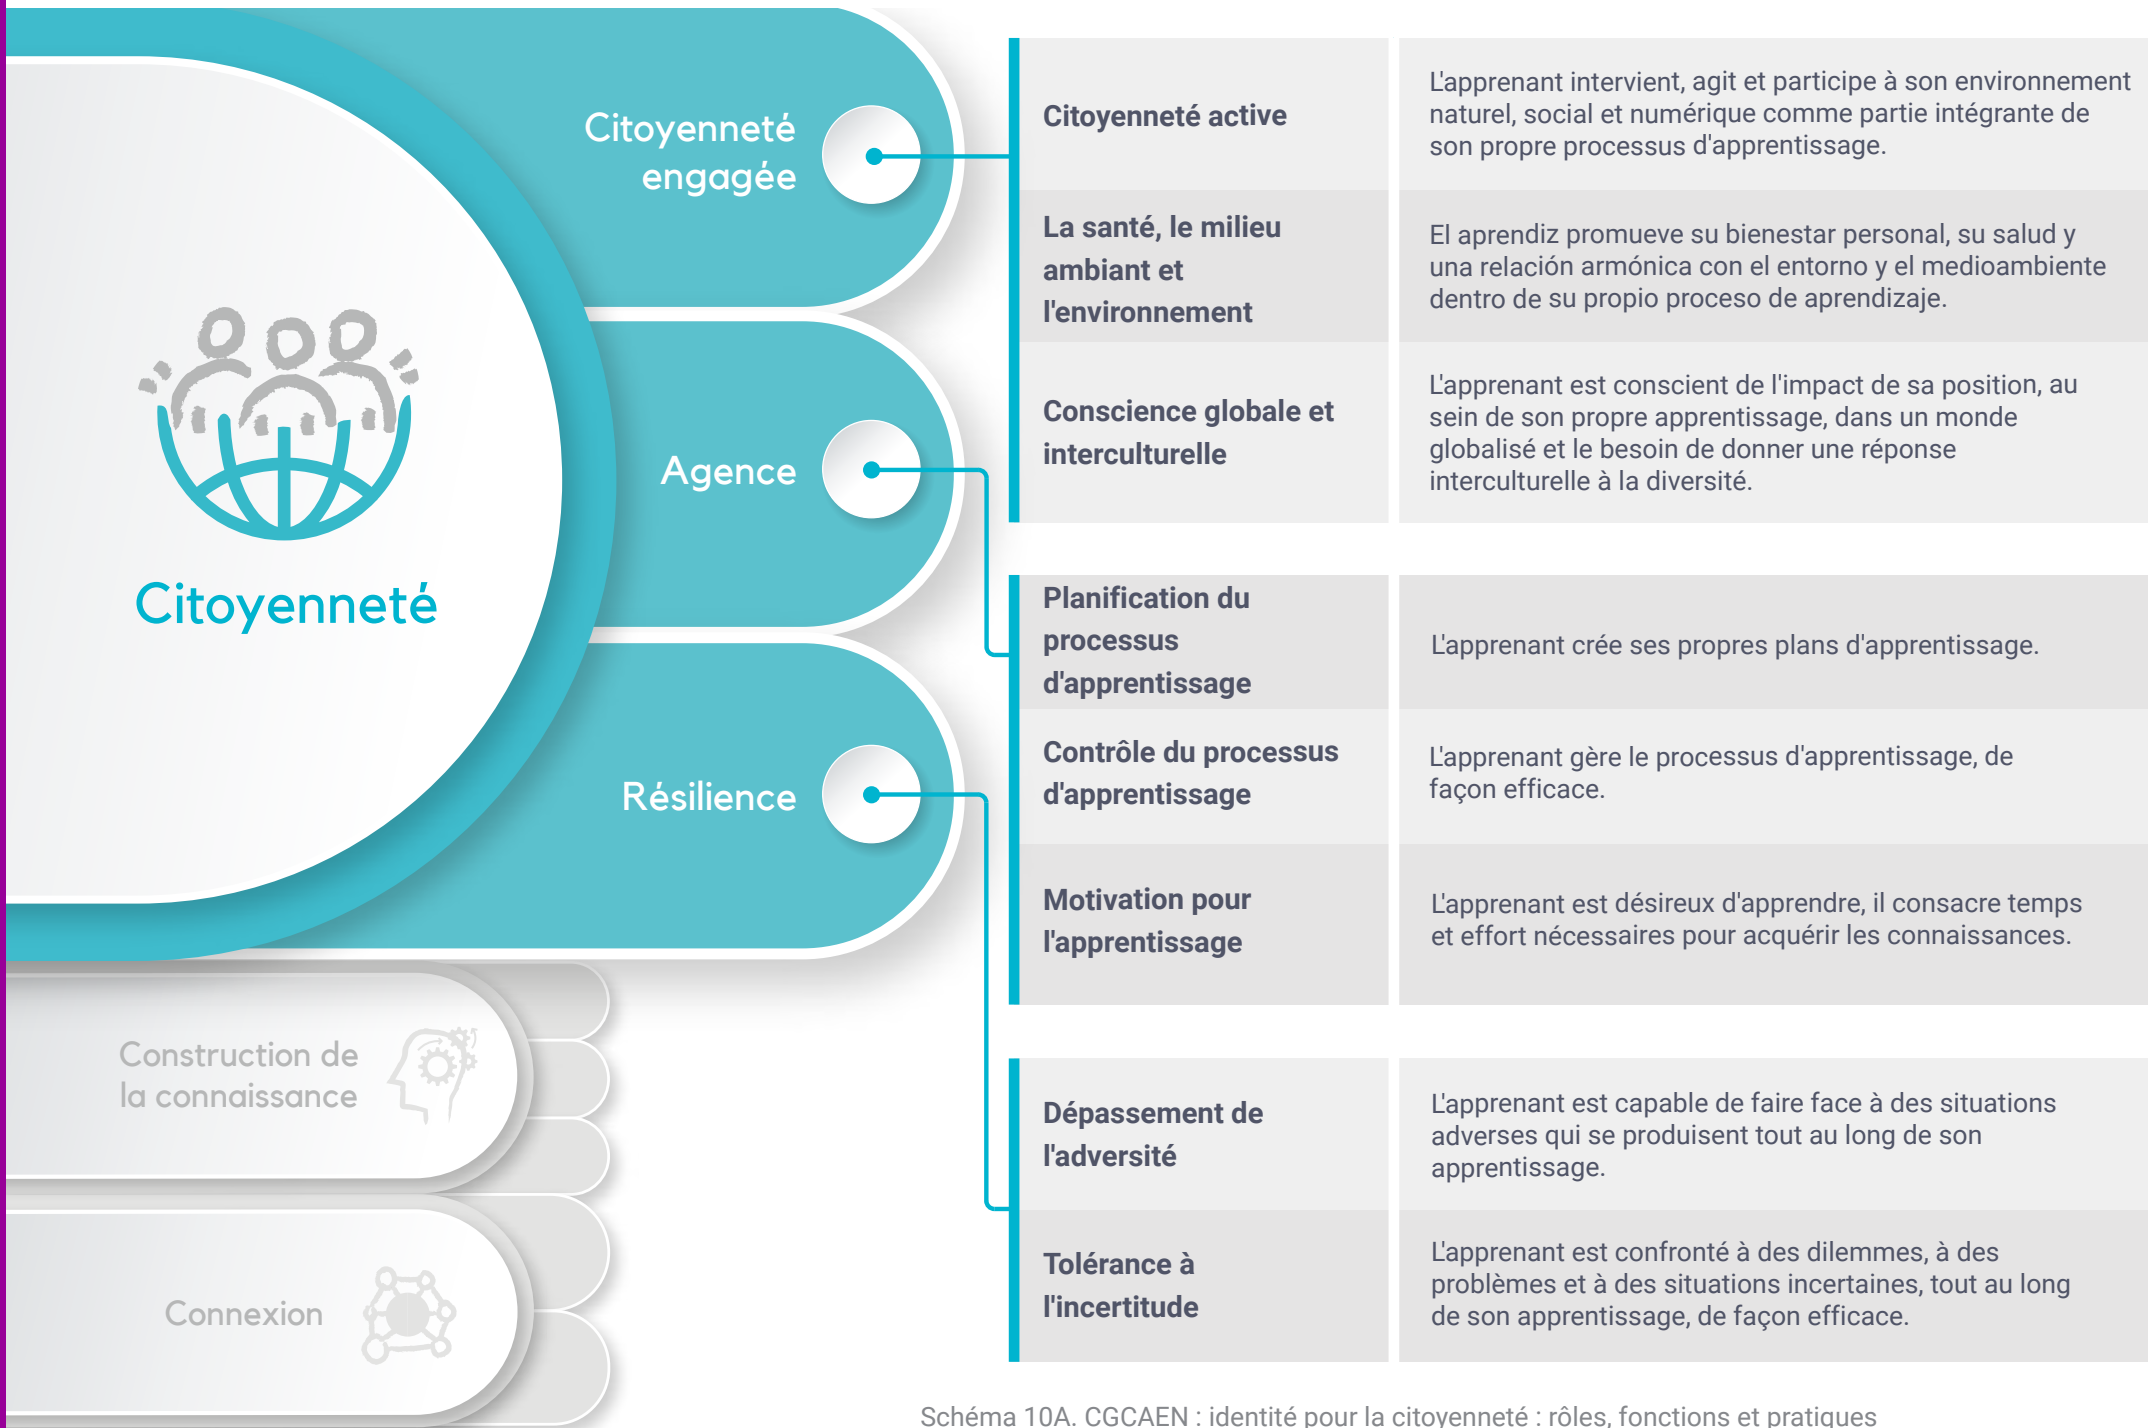 Citoyenneté
Citoyenneté
engagée
Agence
Résilience
Construction de
la connaissance
Connexion
Citoyenneté active
L'apprenant intervient, agit et participe à son environnement
naturel, social et numérique comme partie intégrante de
son propre processus d'apprentissage.
La santé, le milieu
ambiant et
l'environnement
El aprendiz promueve su bienestar personal, su salud y
una relación armónica con el entorno y el medioambiente
dentro de su propio proceso de aprendizaje.
Conscience globale et
interculturelle
L'apprenant est conscient de l'impact de sa position, au
sein de son propre apprentissage, dans un monde
globalisé et le besoin de donner une réponse
interculturelle à la diversité.
Planification du
processus
d'apprentissage
L'apprenant crée ses propres plans d'apprentissage.
Contrôle du processus
d'apprentissage
L'apprenant gère le processus d'apprentissage, de
façon efficace.
Motivation pour
l'apprentissage
L'apprenant est désireux d'apprendre, il consacre temps
et effort nécessaires pour acquérir les connaissances.
Dépassement de
l'adversité
L'apprenant est capable de faire face à des situations
adverses qui se produisent tout au long de son
apprentissage.
Tolérance à
l'incertitude
L'apprenant est confronté à des dilemmes, à des
problèmes et à des situations incertaines, tout au long
de son apprentissage, de façon efficace.
Schéma 10A. CGCAEN : identité pour la citoyenneté : rôles, fonctions et pratiques